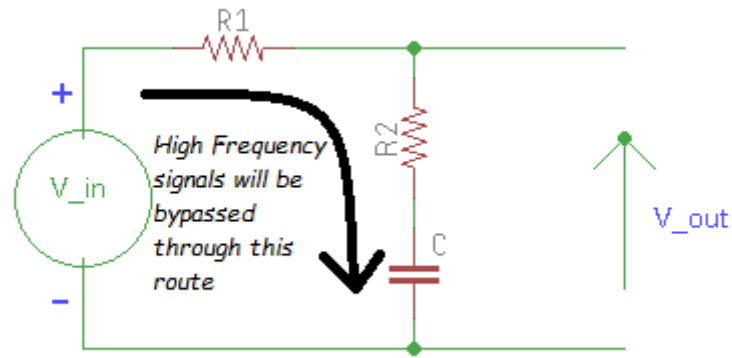 R1
+
High Frequency
signals will be
bypassed
through this
route
V_in
R2
C
V_out
−